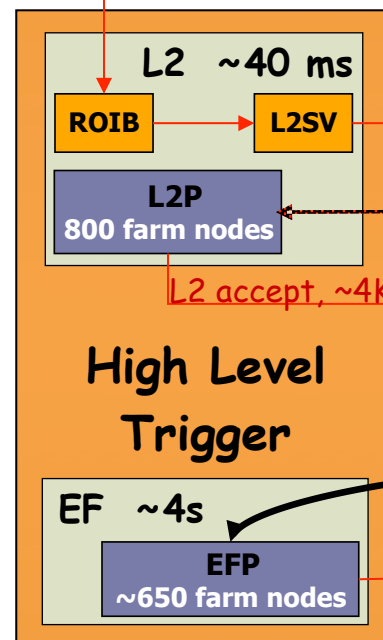 L2 ~40 ms
ROIB
L2SV
L2P
800 farm nodes
L2 accept, ~4k
High Level
Trigger
EF ~4s
EFP
~650 farm nodes